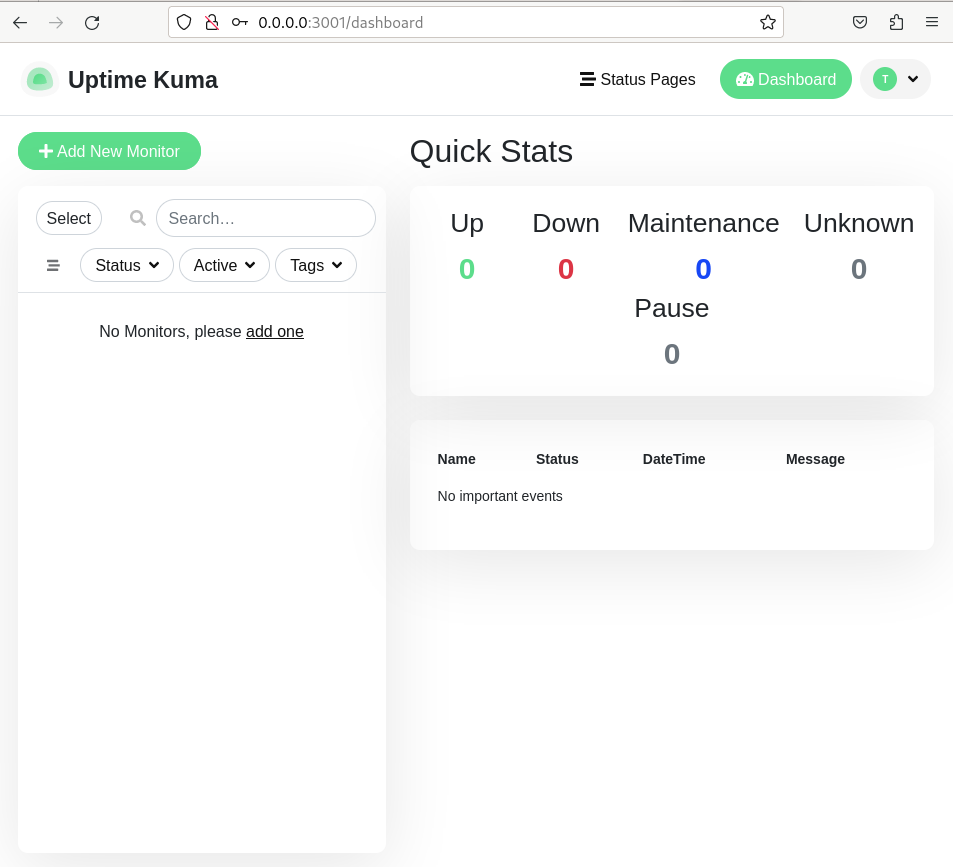 0.0.0.0:3001/dashboard
Uptime Kuma
Status Pages
Dashboard
T
Add New Monitor
Quick Stats
Select
Search…
Status
Active
Tags
No Monitors, please add one
Up Down Maintenance Unknown
0 0 0 0
Pause
0
Name Status DateTime Message
No important events